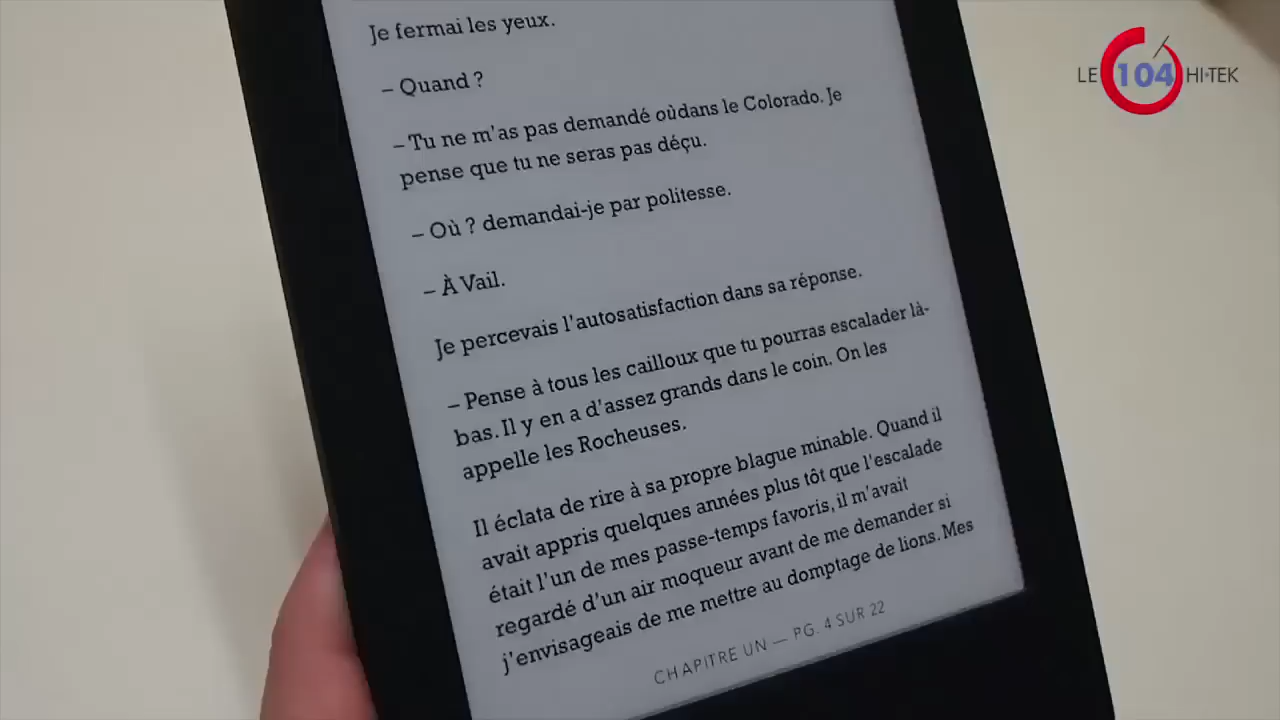 Je fermai les yeux.
– Quand ?
– Tu ne m'as pas demandé oùdans le Colorado. Je
pense que tu ne seras pas déçu.
– Où ? demandai-je par politesse.
– À Vail.
Je percevais l'autosatisfaction dans sa réponse.
– Pense à tous les cailloux que tu pourras escalader là-
bas. Il y en a d'assez grands dans le coin. On les
appelle les Rocheuses.
Il éclata de rire à sa propre blague minable. Quand il
avait appris quelques années plus tôt que l'escalade
était l'un de mes passe-temps favoris, il m'avait
regardé d'un air moqueur avant de me demander si
j'envisageais de me mettre au domptage de lions. Mes
CHAPITRE UN — PG. 4 SUR 22
LE 104 HI•TEK